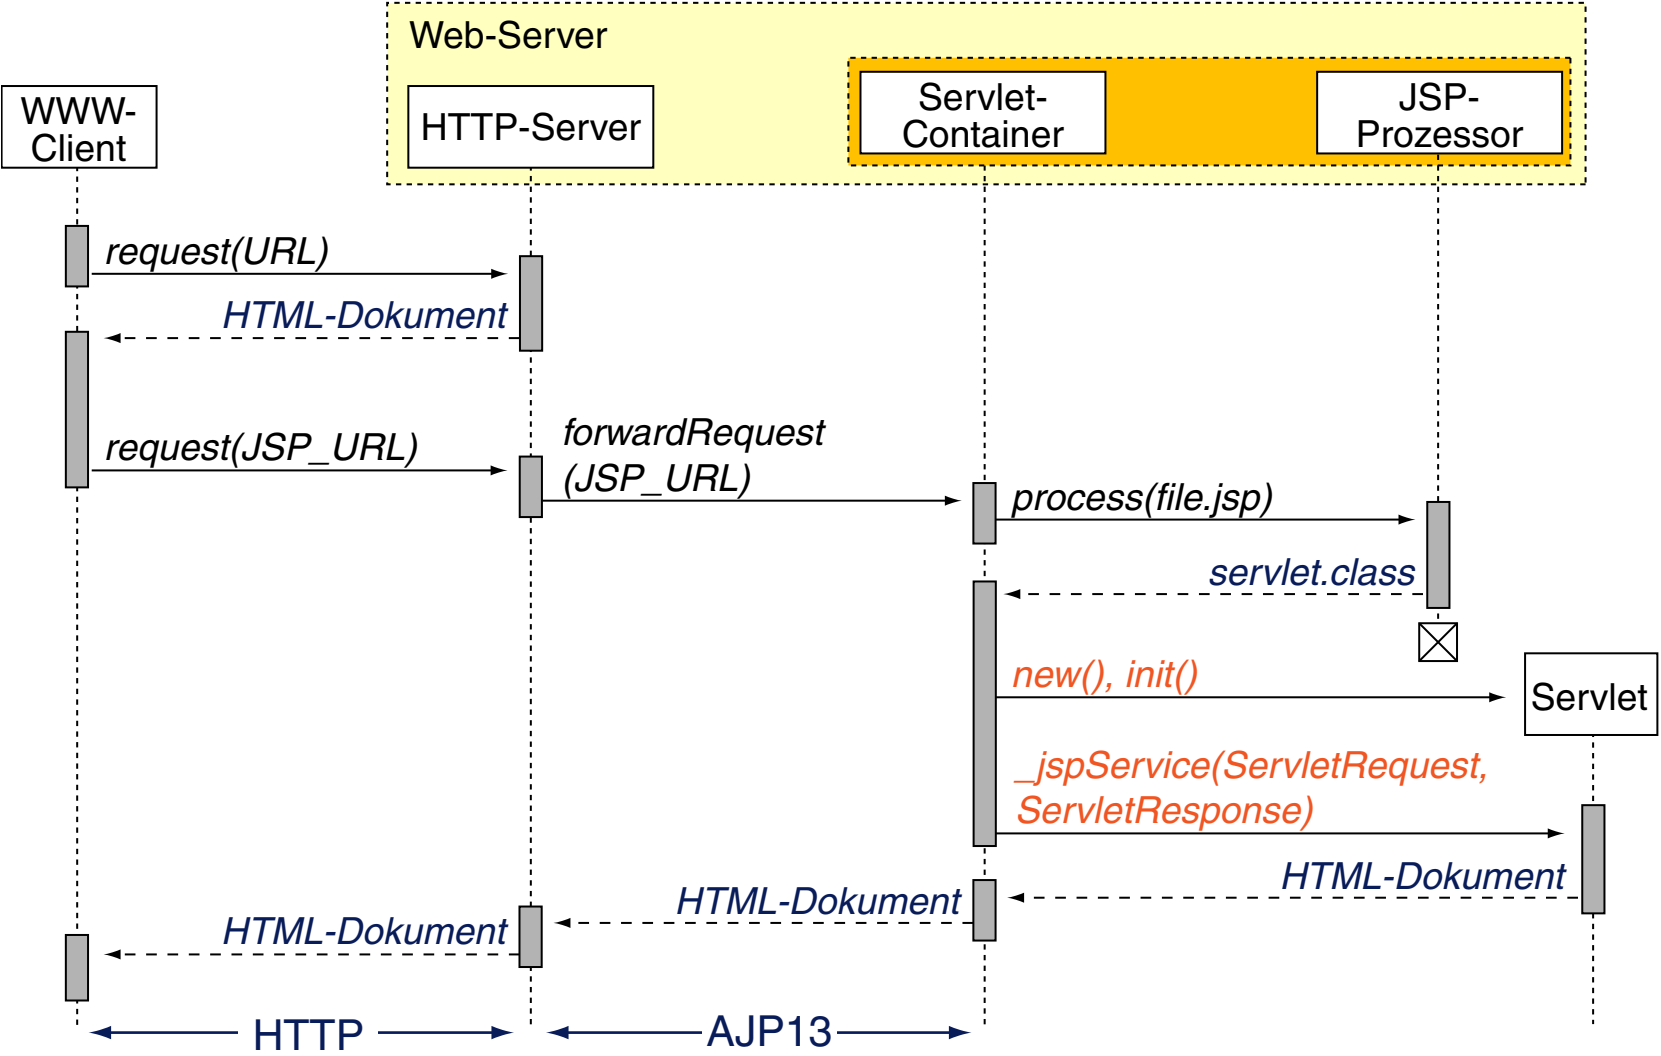 Web-Server
WWW-
Client
HTTP-Server
Servlet-
Container
JSP-
Prozessor
request(URL)
HTML-Dokument
request(JSP_URL)
forwardRequest
(JSP_URL)
process(file.jsp)
servlet.class
new(), init()
Servlet
_jspService(ServletRequest,
ServletResponse)
HTML-Dokument
HTML-Dokument
HTML-Dokument
HTTP
AJP13